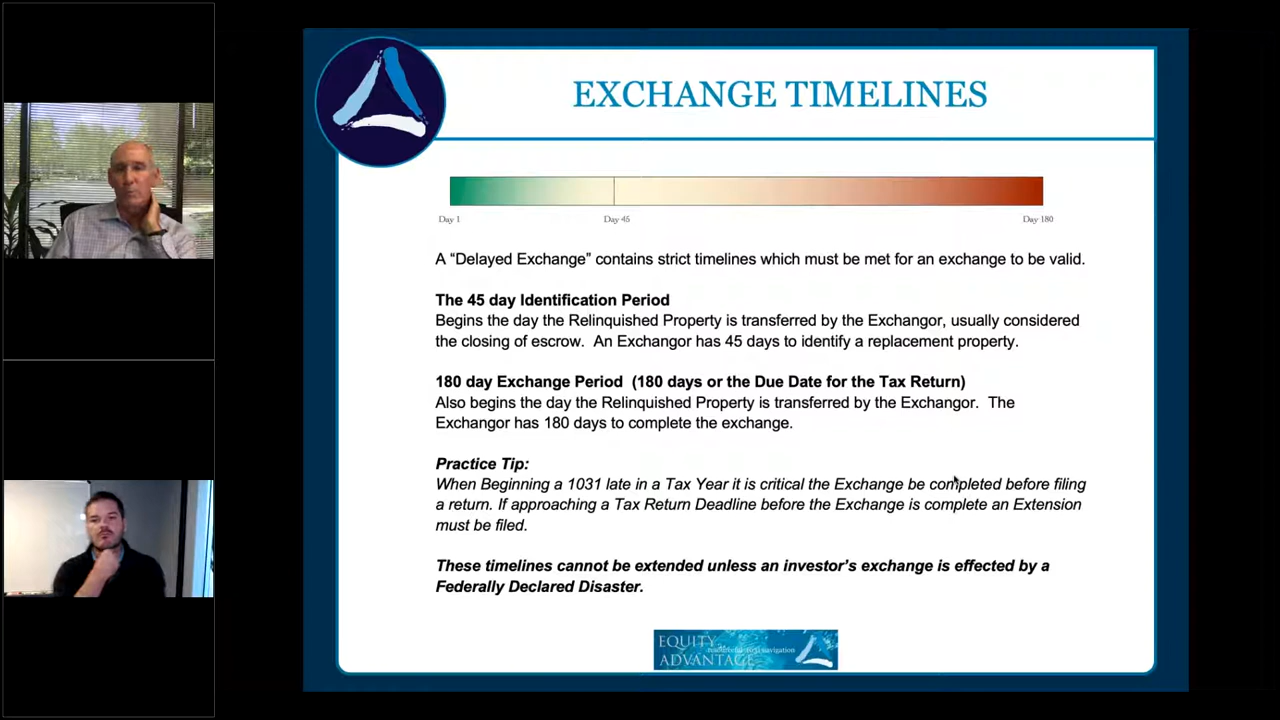 EXCHANGE TIMELINES
Day 1
Day 45
Day 180
A “Delayed Exchange” contains strict timelines which must be met for an exchange to be valid.
The 45 day Identification Period
Begins the day the Relinquished Property is transferred by the Exchangor, usually considered
the closing of escrow. An Exchangor has 45 days to identify a replacement property.
180 day Exchange Period (180 days or the Due Date for the Tax Return)
Also begins the day the Relinquished Property is transferred by the Exchangor. The
Exchangor has 180 days to complete the exchange.
Practice Tip:
When Beginning a 1031 late in a Tax Year it is critical the Exchange be completed before filing
a return. If approaching a Tax Return Deadline before the Exchange is complete an Extension
must be filed.
These timelines cannot be extended unless an investor’s exchange is effected by a
Federally Declared Disaster.
EQUITY
navigation
ADVANTAGE